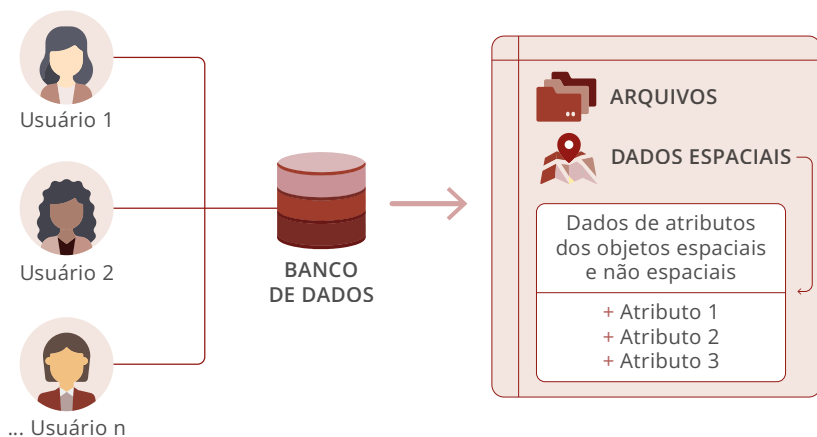 Usuário 1
Usuário 2
... Usuário n
BANCO
DE DADOS
ARQUIVOS
DADOS ESPACIAIS
Dados de atributos
dos objetos espaciais
e não espaciais
+ Atributo 1
+ Atributo 2
+ Atributo 3